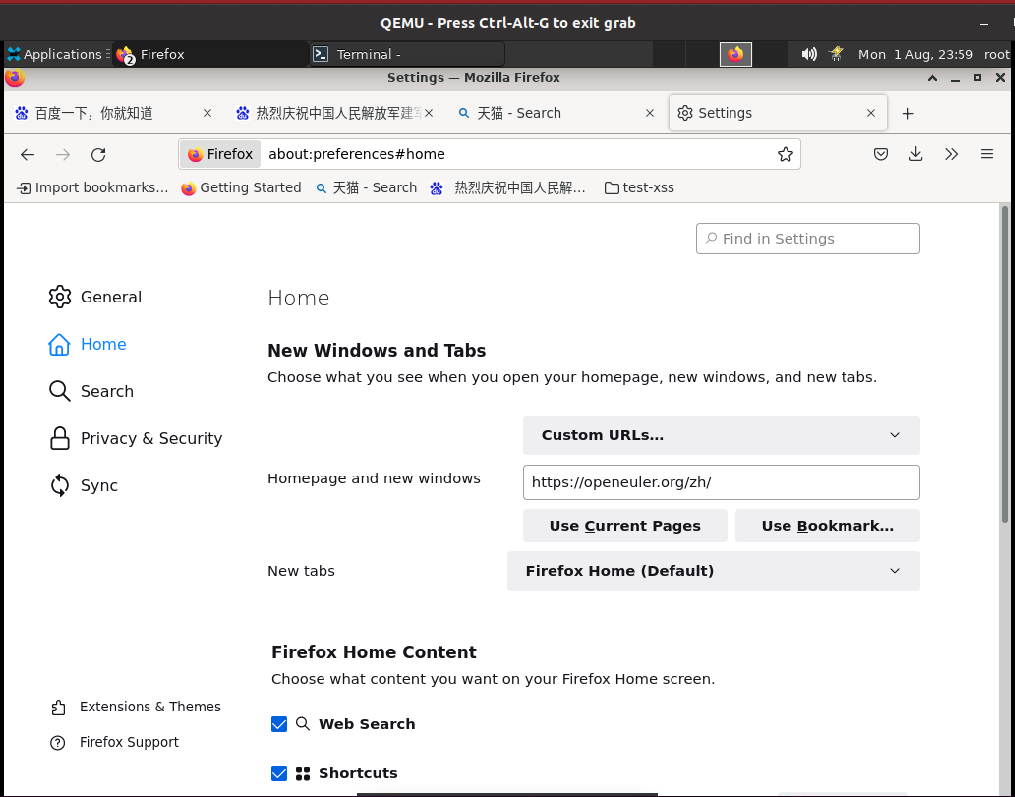 QEMU - Press Ctrl-Alt-G to exit grab
Applications
2 Firefox
Terminal -
Mon 1 Aug, 23:59 root
Settings — Mozilla Firefox
百度一下，你就知道
热烈庆祝中国人民解放军建军
天猫 - Search
Settings
Firefox about:preferences#home
Import bookmarks... Getting Started 天猫 - Search 热烈庆祝中国人民解... test-xss
Find in Settings
General
Home
Search
Privacy & Security
Sync
Extensions & Themes
Firefox Support
Home
New Windows and Tabs
Choose what you see when you open your homepage, new windows, and new tabs.
Custom URLs...
Homepage and new windows
https://openeuler.org/zh/
Use Current Pages Use Bookmark...
New tabs Firefox Home (Default)
Firefox Home Content
Choose what content you want on your Firefox Home screen.
Web Search
Shortcuts